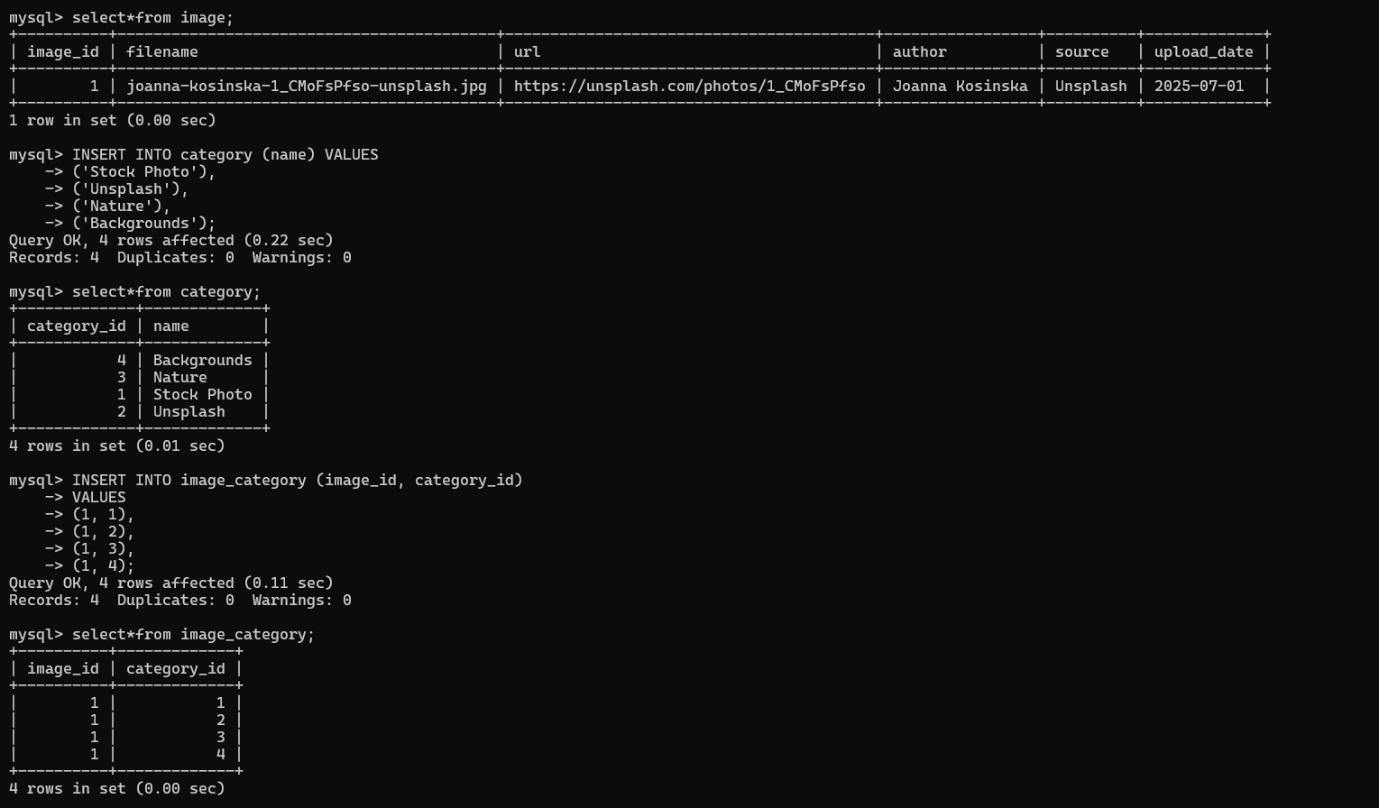 mysql> select*from image;
+----------+------------------------------------------+-----------------------------------------+-----------------+----------+-------------+
| image_id | filename                                 | url                                     | author          | source   | upload_date |
+----------+------------------------------------------+-----------------------------------------+-----------------+----------+-------------+
|        1 | joanna-kosinska-1_CMoFsPfso-unsplash.jpg | https://unsplash.com/photos/1_CMoFsPfso | Joanna Kosinska | Unsplash | 2025-07-01  |
+----------+------------------------------------------+-----------------------------------------+-----------------+----------+-------------+
1 row in set (0.00 sec)

mysql> INSERT INTO category (name) VALUES
    -> ('Stock Photo'),
    -> ('Unsplash'),
    -> ('Nature'),
    -> ('Backgrounds');
Query OK, 4 rows affected (0.22 sec)
Records: 4  Duplicates: 0  Warnings: 0

mysql> select*from category;
+-------------+-------------+
| category_id | name        |
+-------------+-------------+
|           4 | Backgrounds |
|           3 | Nature      |
|           1 | Stock Photo |
|           2 | Unsplash    |
+-------------+-------------+
4 rows in set (0.01 sec)

mysql> INSERT INTO image_category (image_id, category_id)
    -> VALUES
    -> (1, 1),
    -> (1, 2),
    -> (1, 3),
    -> (1, 4);
Query OK, 4 rows affected (0.11 sec)
Records: 4  Duplicates: 0  Warnings: 0

mysql> select*from image_category;
+----------+-------------+
| image_id | category_id |
+----------+-------------+
|        1 |           1 |
|        1 |           2 |
|        1 |           3 |
|        1 |           4 |
+----------+-------------+
4 rows in set (0.00 sec)